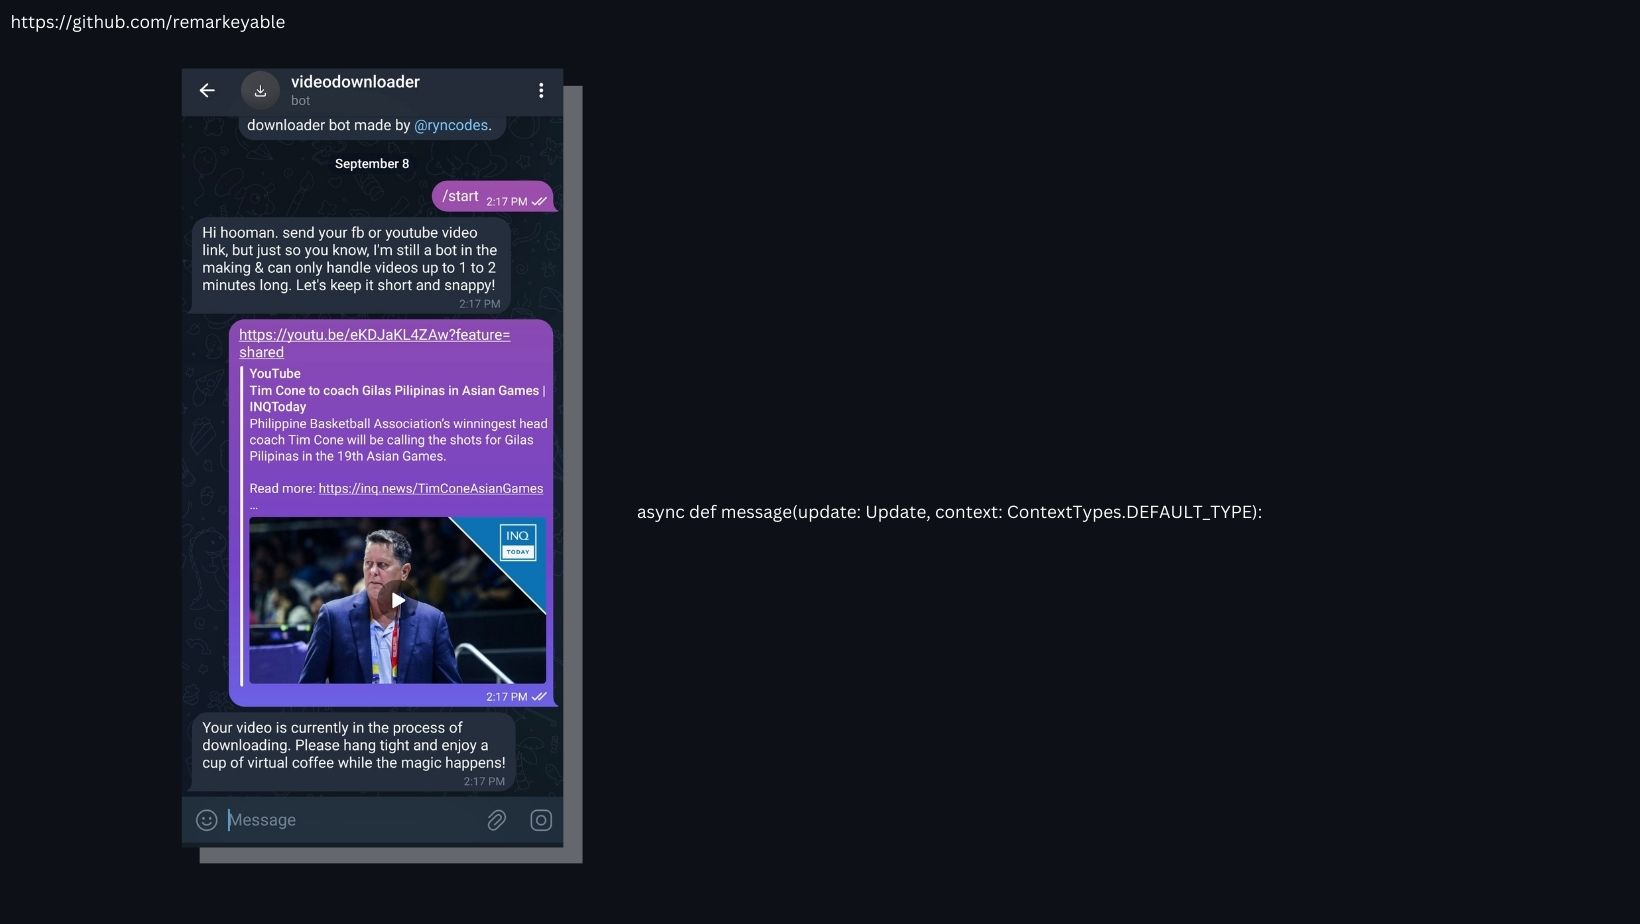 https://github.com/remarkeyable
videodownloader
bot
downloader bot made by @ryncodes.
September 8
/start 2:17 PM
Hi hooman. send your fb or youtube video
link, but just so you know, I'm still a bot in the
making & can only handle videos up to 1 to 2
minutes long. Let's keep it short and snappy!
2:17 PM
https://youtu.be/eKDJaKL4ZAw?feature=
shared
YouTube
Tim Cone to coach Gilas Pilipinas in Asian Games |
INQToday
Philippine Basketball Association's winningest head
coach Tim Cone will be calling the shots for Gilas
Pilipinas in the 19th Asian Games.
Read more: https://inq.news/TimConeAsianGames
...
INQ
TODAY
2:17 PM
Your video is currently in the process of
downloading. Please hang tight and enjoy a
cup of virtual coffee while the magic happens!
2:17 PM
Message
async def message(update: Update, context: ContextTypes.DEFAULT_TYPE):